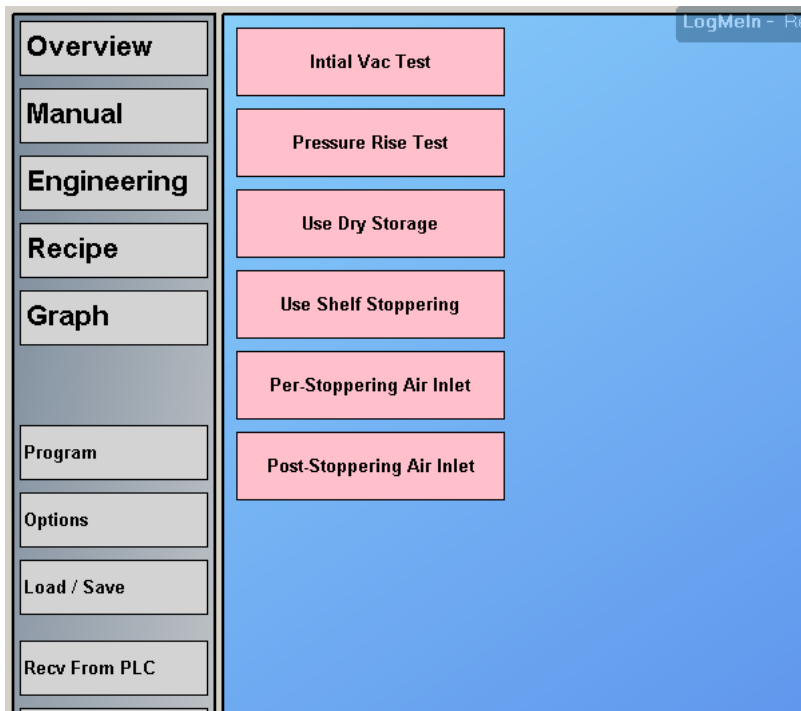 Overview
Manual
Engineering
Recipe
Graph
Program
Options
Load / Save
Recv From PLC
Intial Vac Test
Pressure Rise Test
Use Dry Storage
Use Shelf Stoppering
Per-Stoppering Air Inlet
Post-Stoppering Air Inlet
LogMeIn -